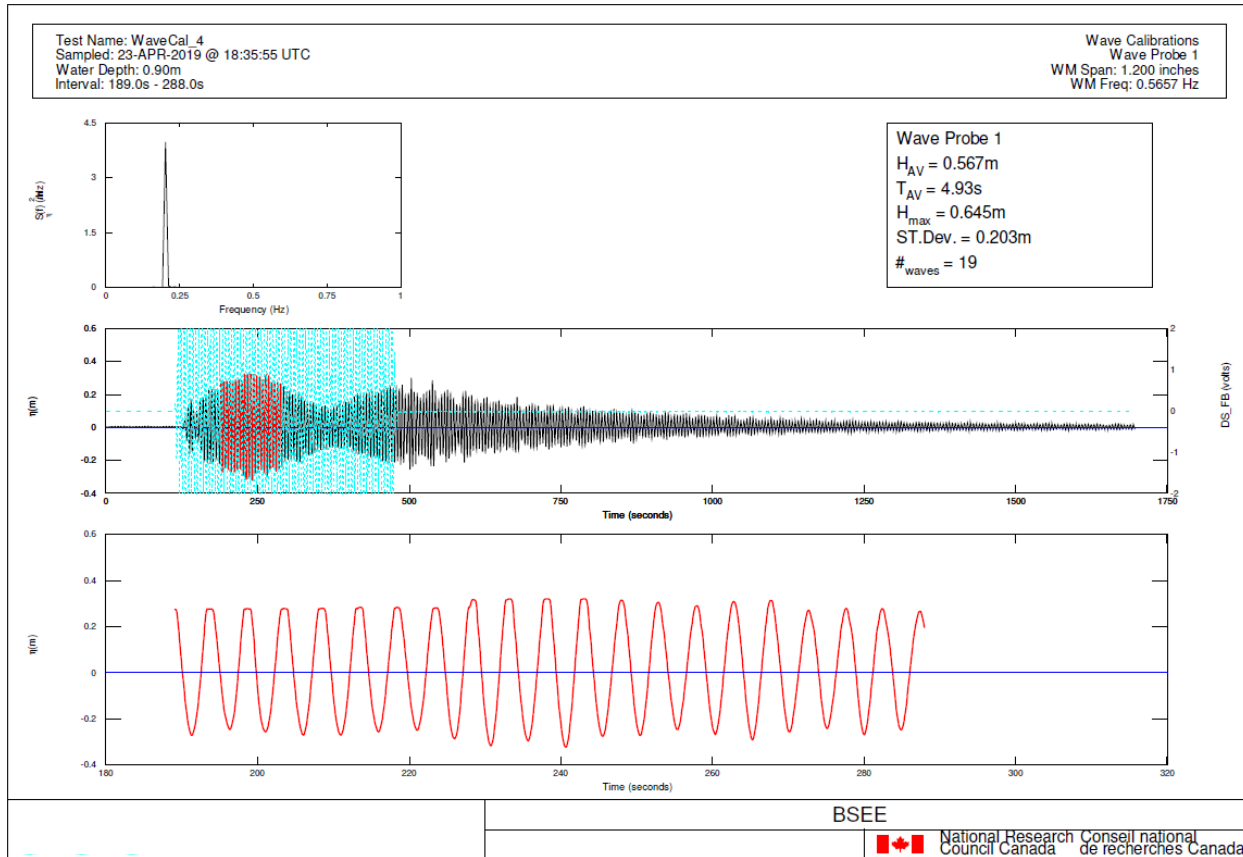 Test Name: WaveCal_4
Sampled: 23-APR-2019 @ 18:35:55 UTC
Water Depth: 0.90m
Interval: 189.0s - 288.0s
Wave Calibrations
Wave Probe 1
WM Span: 1.200 inches
WM Freq: 0.5657 Hz
4.5
3
1.5
0
0
0.25
0.5
0.75
1
Frequency (Hz)
Wave Probe 1
H_AV = 0.567m
T_AV = 4.93s
H_max = 0.645m
ST.Dev. = 0.203m
#_waves = 19
η(m)
0.6
0.4
0.2
0
-0.2
-0.4
2
1
0
-1
-2
DS_FB (volts)
0
250
500
750
1000
1250
1500
1750
Time (seconds)
η(m)
0.6
0.4
0.2
0
-0.2
-0.4
180
200
220
240
260
280
300
320
Time (seconds)
BSEE
National Research Council Canada
Conseil national de recherches Canada